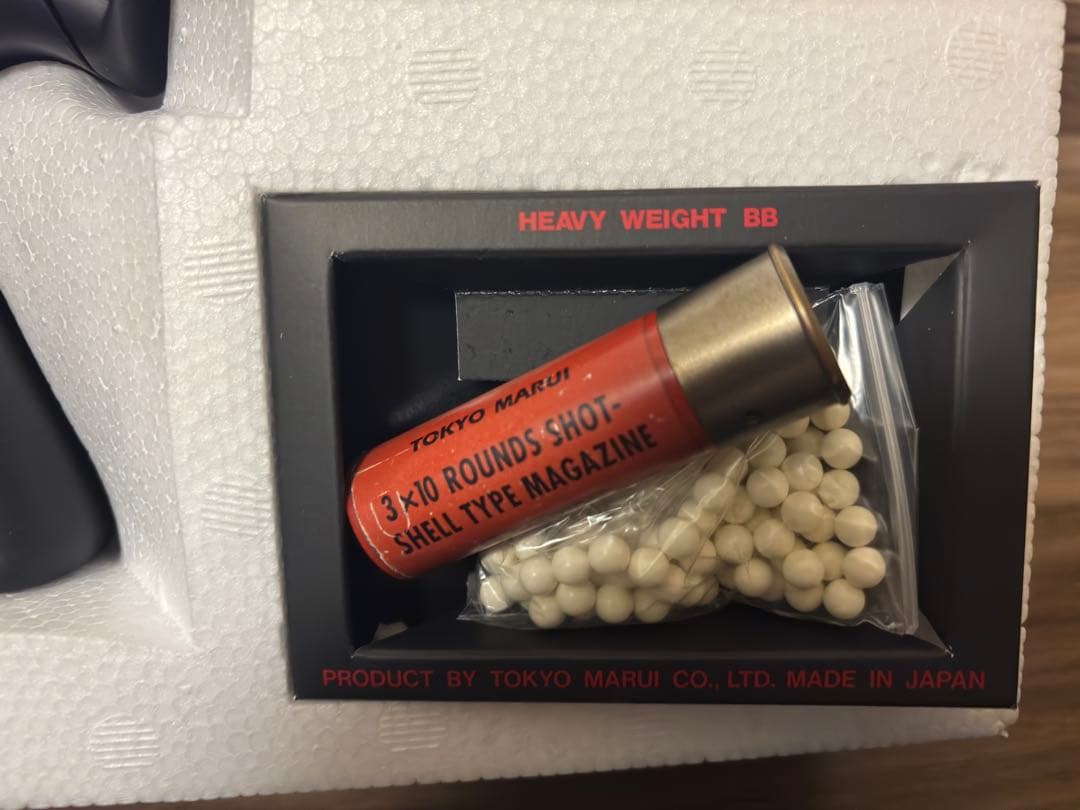 HEAVY WEIGHT BB
TOKYO MARUI
3×10 ROUNDS SHOT-
SHELL TYPE MAGAZINE
PRODUCT BY TOKYO MARUI CO., LTD. MADE IN JAPAN